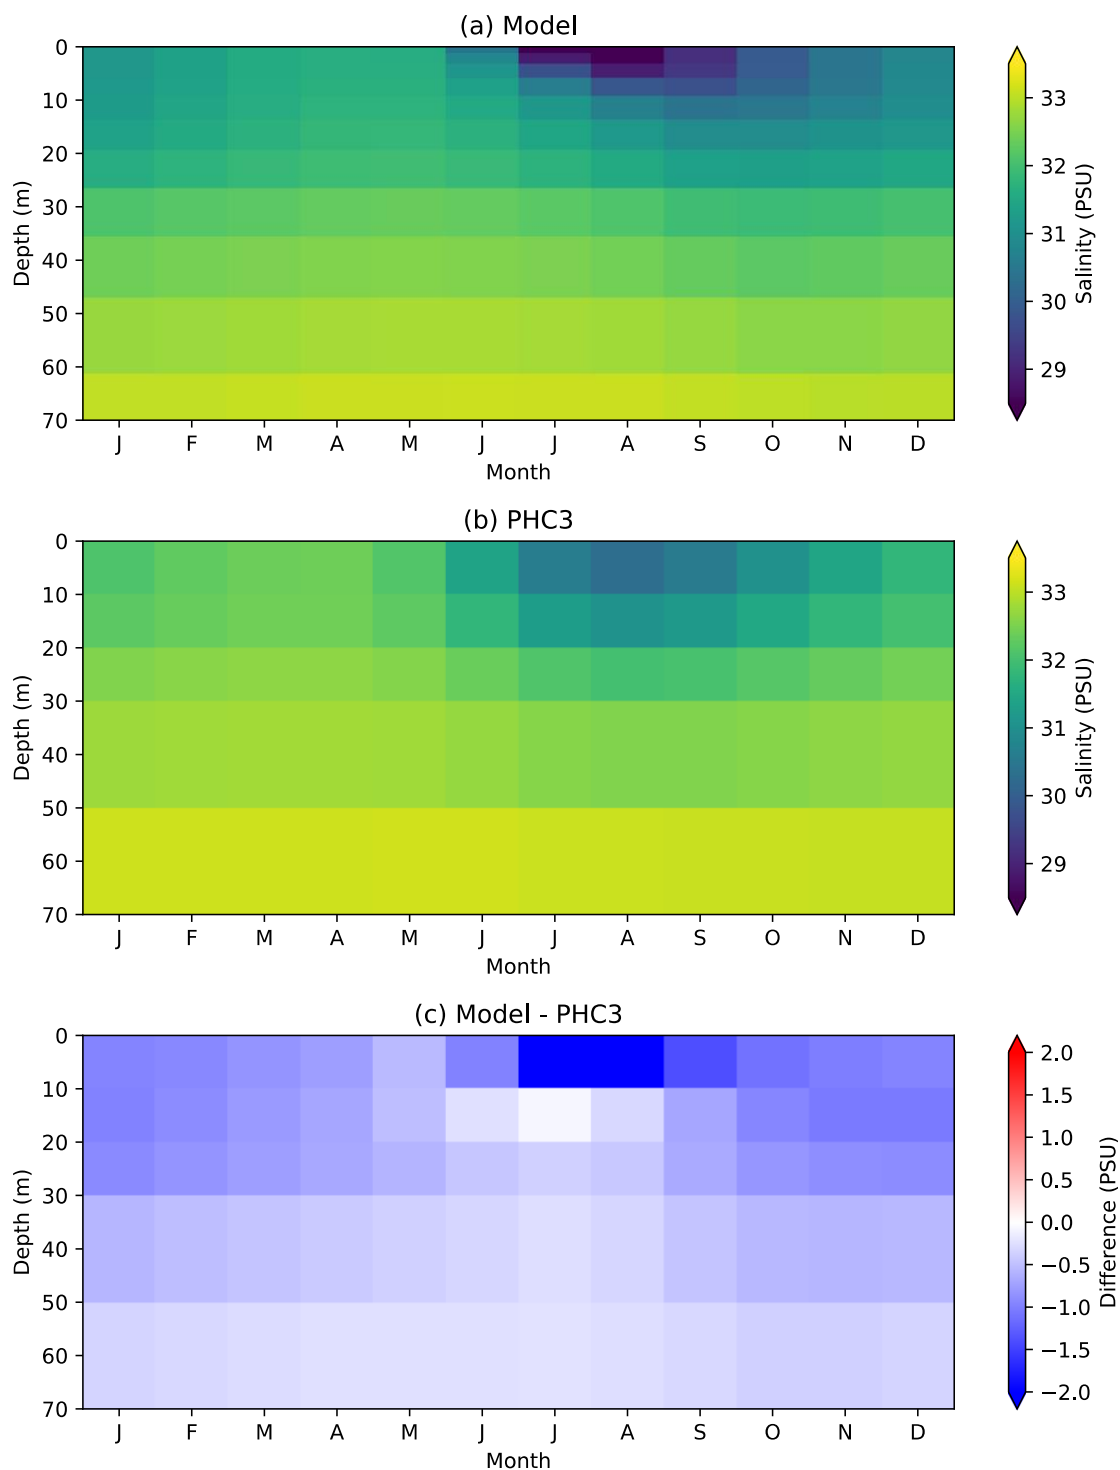 (a) Model
0
10
20
30
40
50
60
70
Depth (m)
J F M A M J J A S O N D
Month
33
32
31
30
29
Salinity (PSU)
(b) PHC3
0
10
20
30
40
50
60
70
Depth (m)
J F M A M J J A S O N D
Month
33
32
31
30
29
Salinity (PSU)
(c) Model - PHC3
0
10
20
30
40
50
60
70
Depth (m)
J F M A M J J A S O N D
Month
2.0
1.5
1.0
0.5
0.0
−0.5
−1.0
−1.5
−2.0
Difference (PSU)